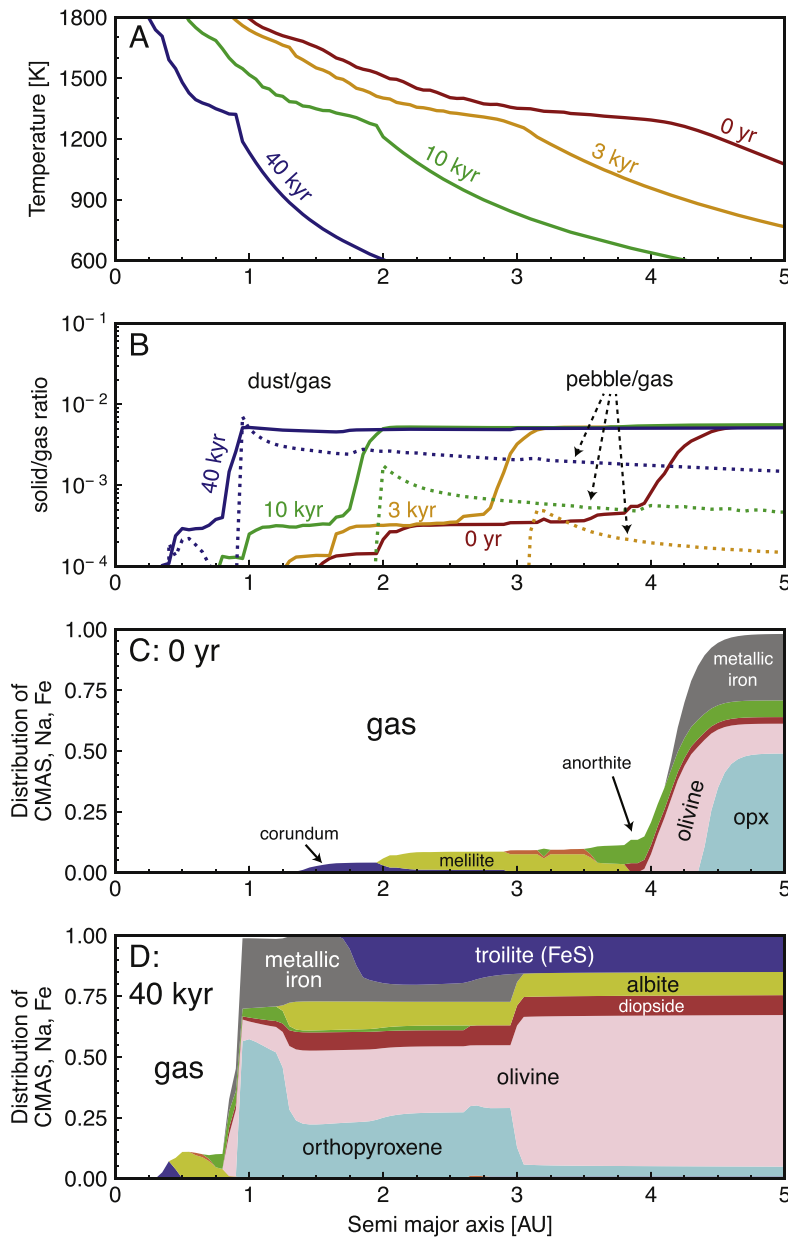 A
Temperature [K]
1800
1500
1200
900
600
0 yr
3 kyr
10 kyr
40 kyr
0
1
2
3
4
5
B
solid/gas ratio
10−1
10−2
10−3
10−4
dust/gas
pebble/gas
40 kyr
10 kyr
3 kyr
0 yr
0
1
2
3
4
5
C: 0 yr
Distribution of
CMAS, Na, Fe
1.00
0.75
0.50
0.25
0.00
gas
metallic
iron
anorthite
corundum
melilite
olivine
opx
0
1
2
3
4
5
D:
40 kyr
Distribution of
CMAS, Na, Fe
1.00
0.75
0.50
0.25
0.00
gas
metallic
iron
troilite (FeS)
albite
diopside
olivine
orthopyroxene
0
1
2
3
4
5
Semi major axis [AU]